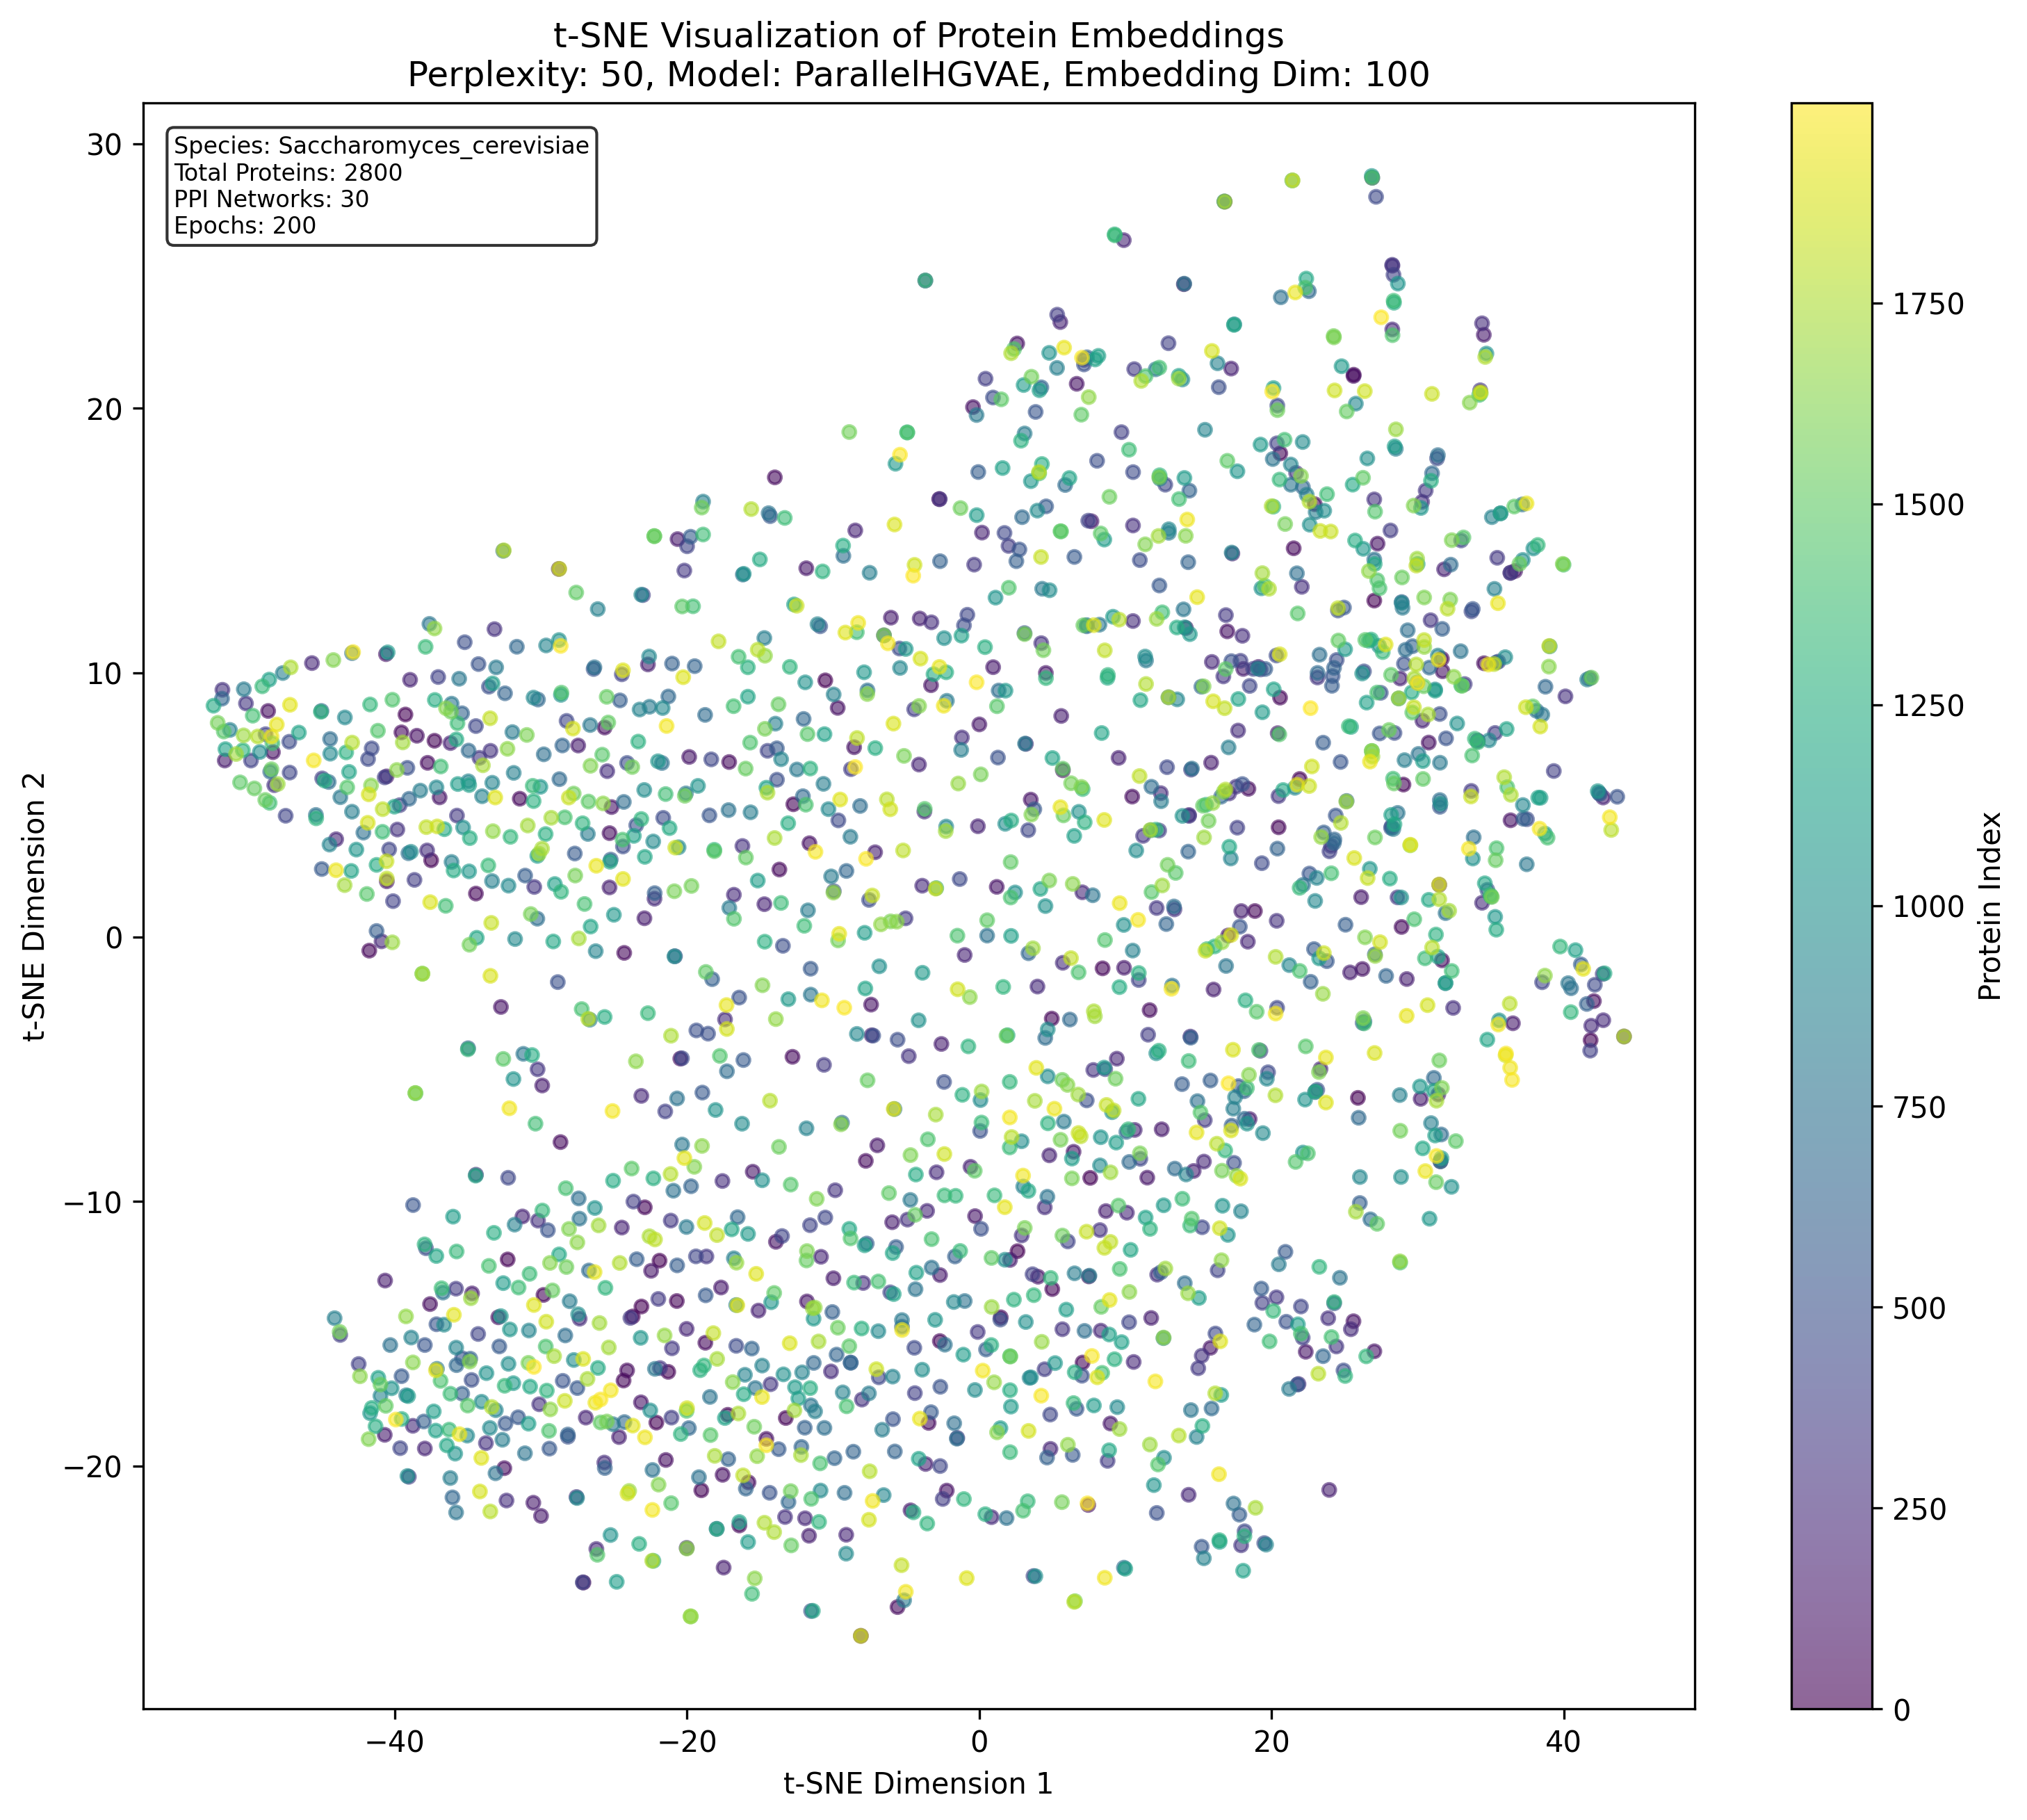 t-SNE Visualization of Protein Embeddings
Perplexity: 50, Model: ParallelHGVAE, Embedding Dim: 100
Species: Saccharomyces_cerevisiae
Total Proteins: 2800
PPI Networks: 30
Epochs: 200
30
20
10
0
−10
−20
t-SNE Dimension 2
−40
−20
0
20
40
t-SNE Dimension 1
1750
1500
1250
1000
750
500
250
0
Protein Index